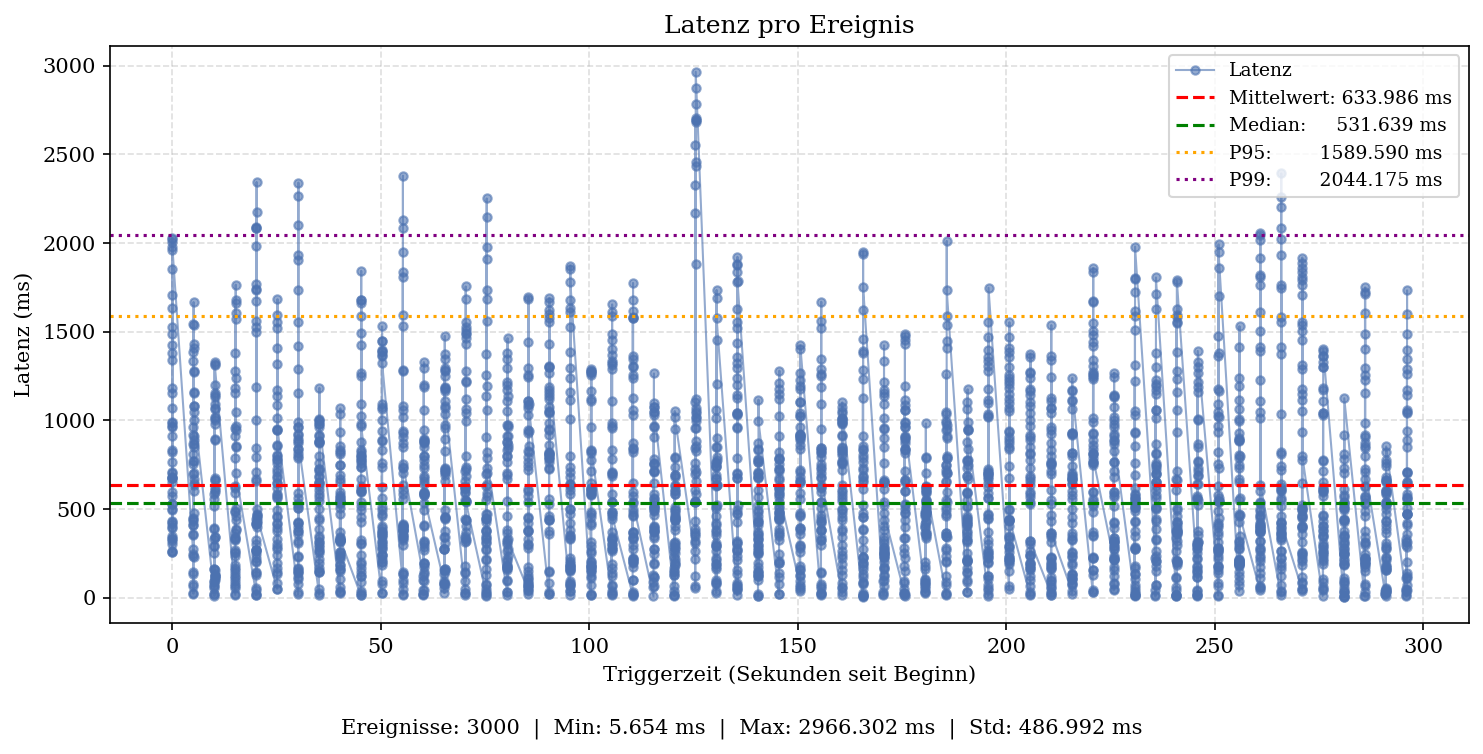 Latenz pro Ereignis
Latenz (ms)
3000
2500
2000
1500
1000
500
0
Latenz
Mittelwert: 633.986 ms
Median: 531.639 ms
P95: 1589.590 ms
P99: 2044.175 ms
0 50 100 150 200 250 300
Triggerzeit (Sekunden seit Beginn)
Ereignisse: 3000 | Min: 5.654 ms | Max: 2966.302 ms | Std: 486.992 ms